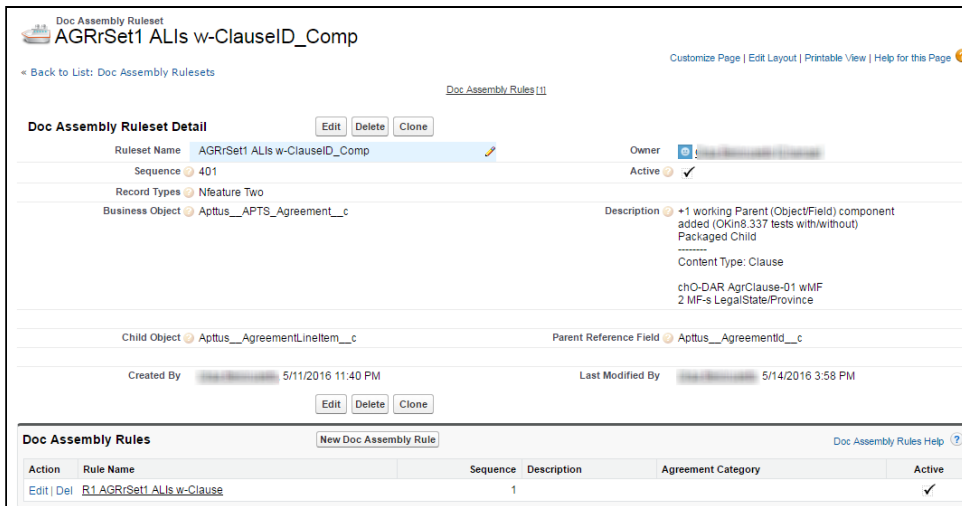 Doc Assembly Ruleset
AGRrSet1 ALIs w-ClauseID_Comp
Customize Page | Edit Layout | Printable View | Help for this Page
« Back to List: Doc Assembly Rulesets
Doc Assembly Rules [1]
Doc Assembly Ruleset Detail Edit Delete Clone
Ruleset Name AGRrSet1 ALIs w-ClauseID_Comp Owner
Sequence 401 Active
Record Types Nfeature Two
Business Object Apttus__APTS_Agreement__c Description +1 working Parent (Object/Field) component
added (OKin8.337 tests with/without)
Packaged Child
--------
Content Type: Clause
chO-DAR AgrClause-01 wMF
2 MF-s LegalState/Province
Child Object Apttus__AgreementLineItem__c Parent Reference Field Apttus__AgreementId__c
Created By 5/11/2016 11:40 PM Last Modified By 5/14/2016 3:58 PM
Edit Delete Clone
Doc Assembly Rules New Doc Assembly Rule Doc Assembly Rules Help ?
Action Rule Name Sequence Description Agreement Category Active
Edit | Del R1 AGRrSet1 ALIs w-Clause 1